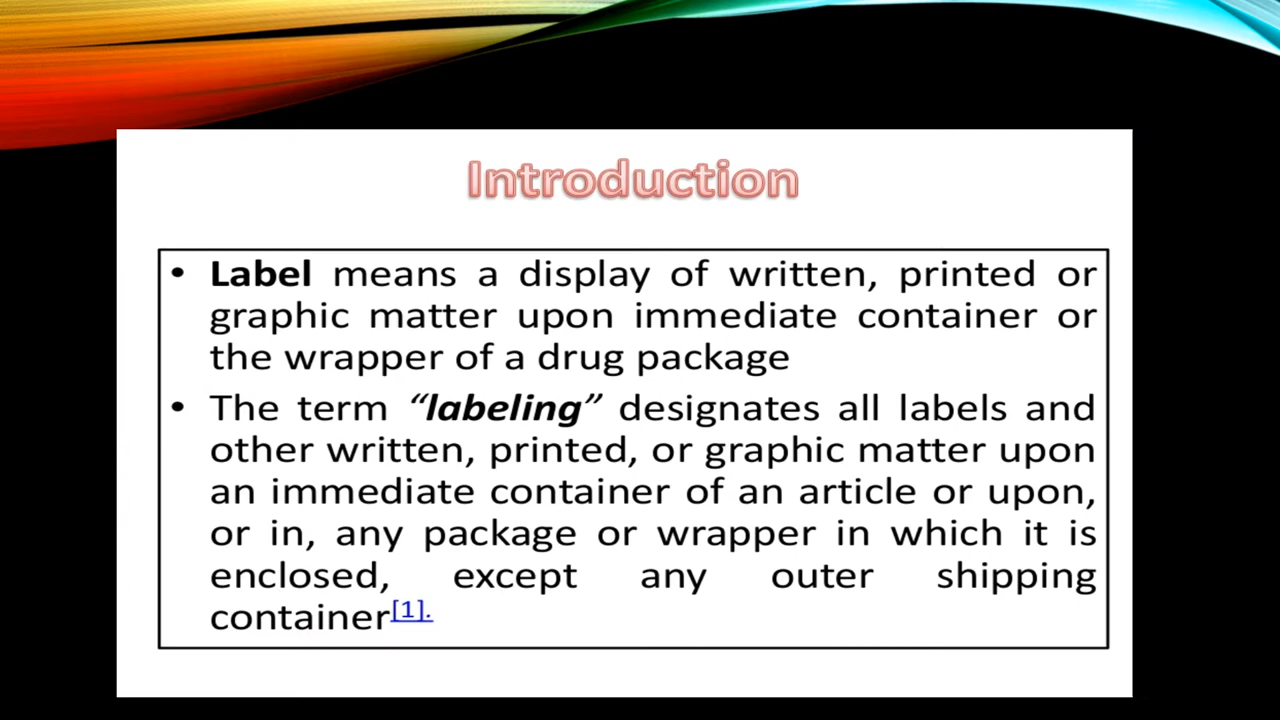 Introduction
• Label means a display of written, printed or
graphic matter upon immediate container or
the wrapper of a drug package
• The term “labeling” designates all labels and
other written, printed, or graphic matter upon
an immediate container of an article or upon,
or in, any package or wrapper in which it is
enclosed, except any outer shipping
container[1].